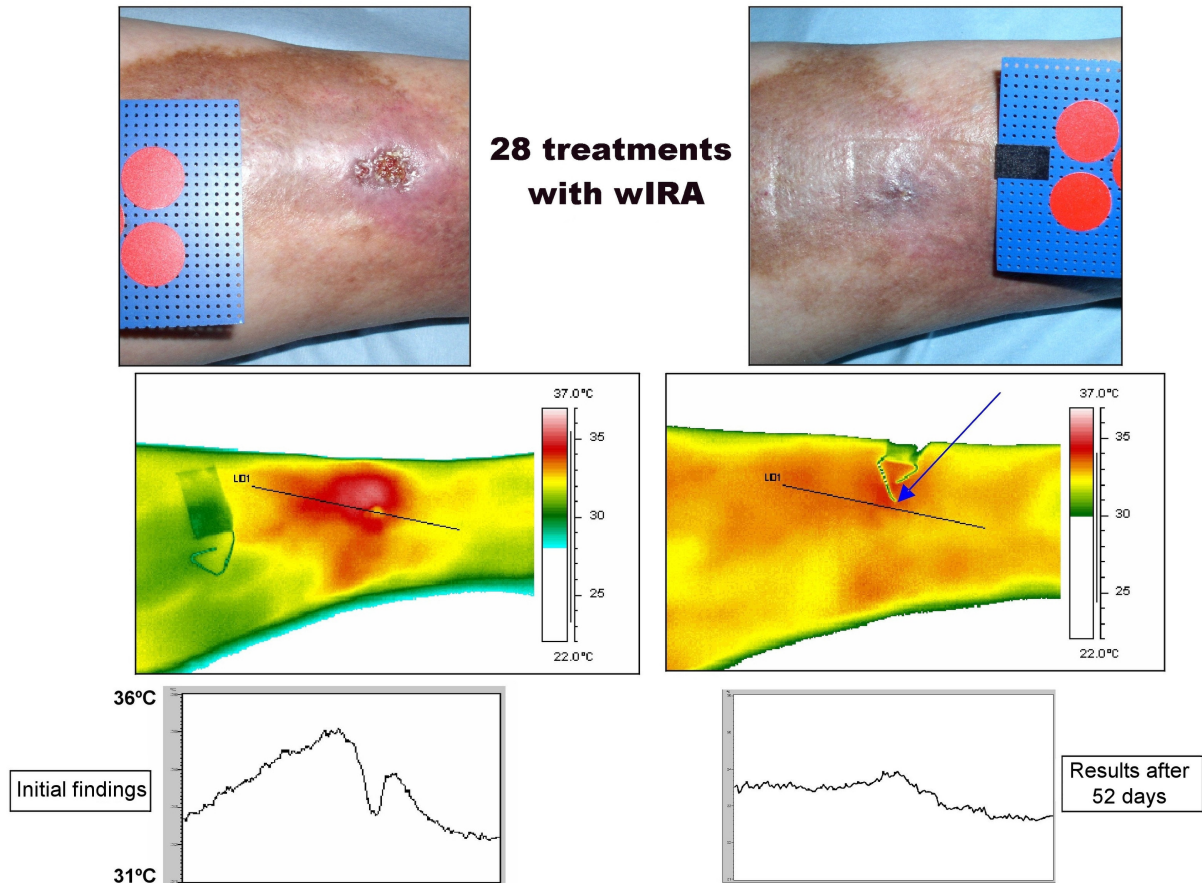 28 treatments
with wIRA
37.0°C
35
30
25
22.0°C
LI01
37.0°C
35
30
25
22.0°C
LI01
36°C
31°C
Initial findings
Results after
52 days